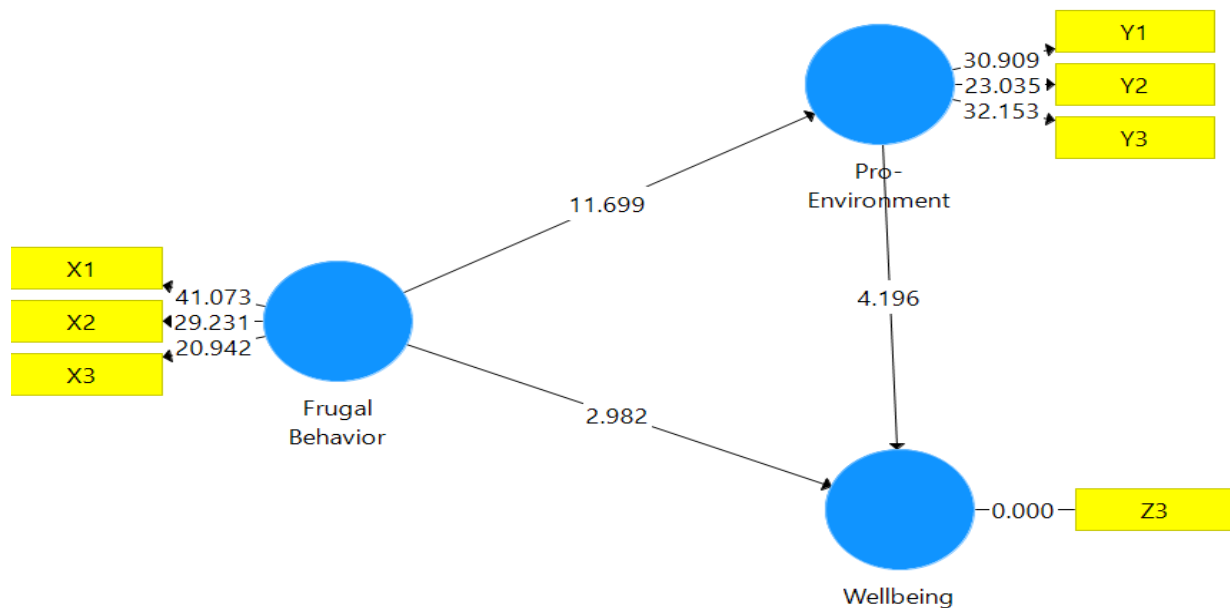 Y1
30.909
Y2
23.035
Y3
32.153
Pro-
Environment
11.699
X1
41.073
X2
29.231
X3
20.942
Frugal
Behavior
4.196
2.982
0.000
Z3
Wellbeing